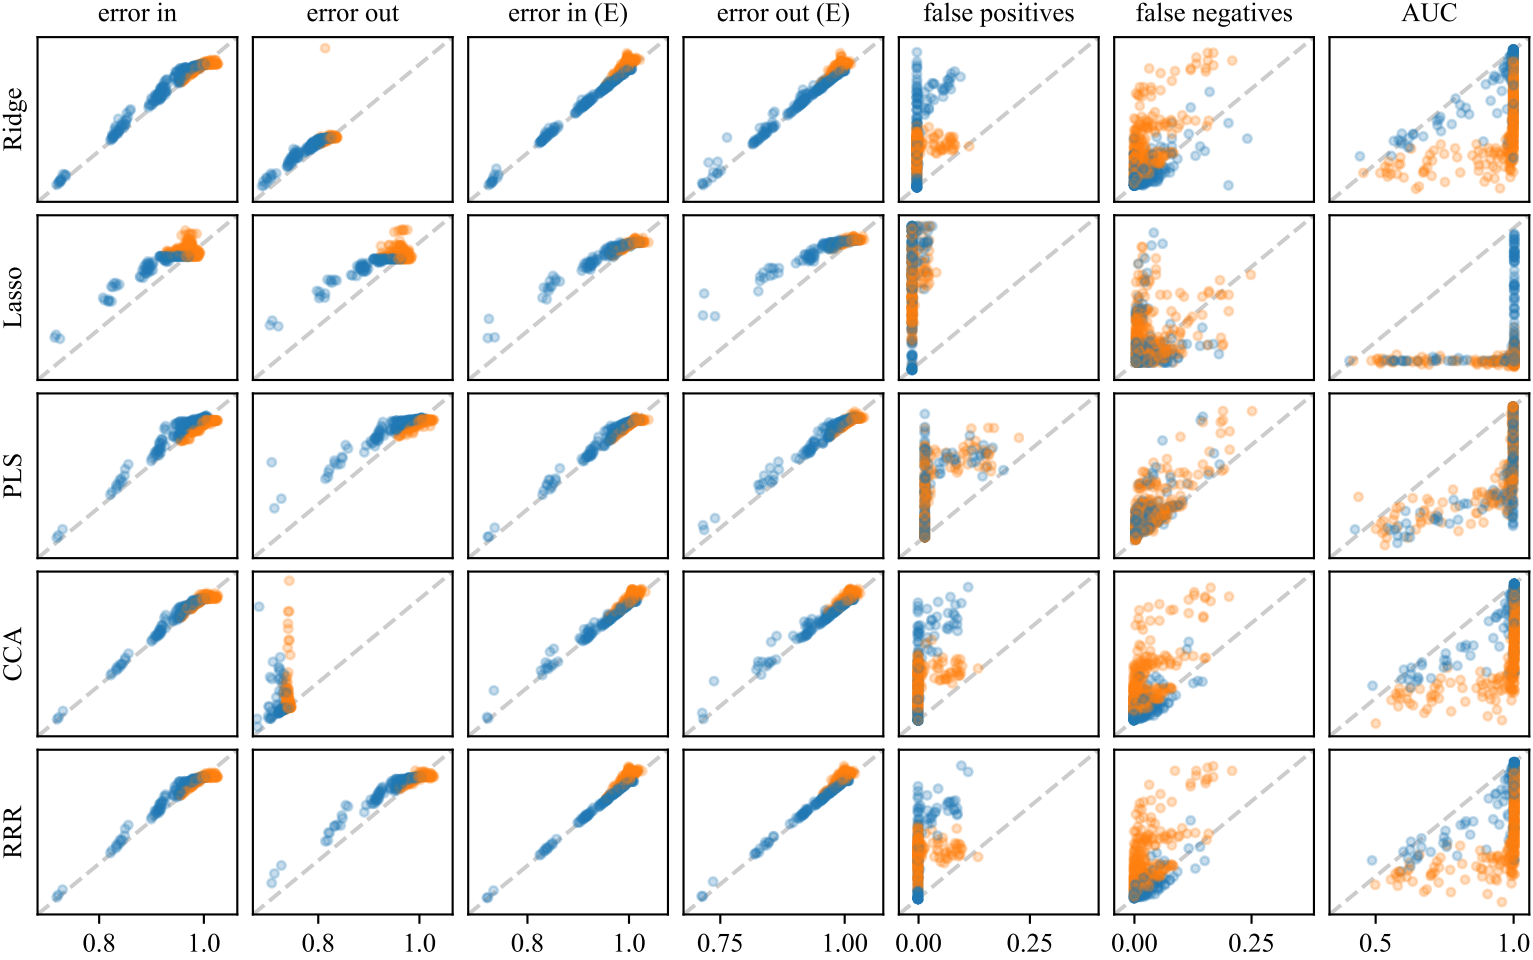 error in error out error in (E) error out (E) false positives false negatives AUC
Ridge
Lasso
PLS
CCA
RRR
0.8 1.0 0.8 1.0 0.8 1.0 0.75 1.00 0.00 0.25 0.00 0.25 0.5 1.0